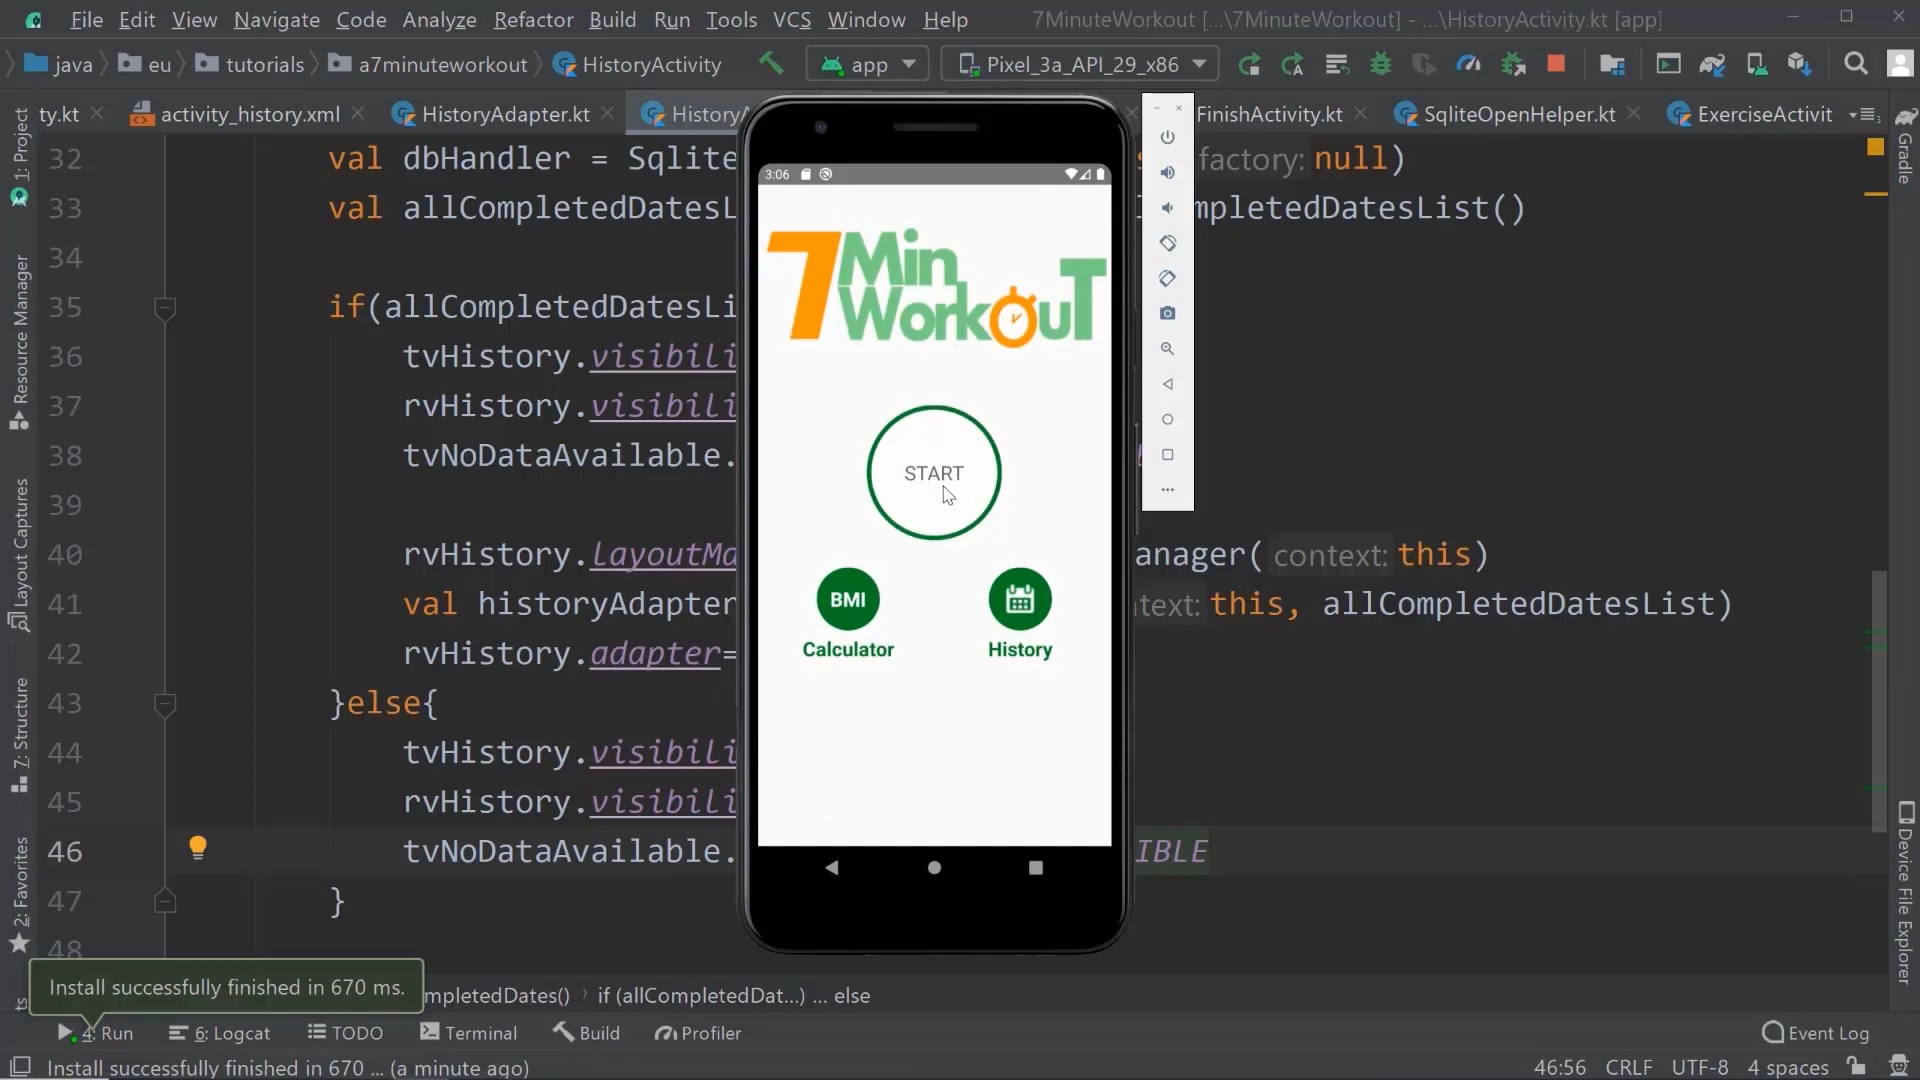 File Edit View Navigate Code Analyze Refactor Build Run Tools VCS Window Help 7MinuteWorkout [...\7MinuteWorkout] - ...\HistoryActivity.kt [app]
java eu tutorials a7minuteworkout HistoryActivity app Pixel_3a_API_29_x86
ty.kt activity_history.xml HistoryAdapter.kt HistoryA FinishActivity.kt SqliteOpenHelper.kt ExerciseActivit
1: Project
Resource Manager
Layout Captures
7: Structure
2: Favorites
Gradle
Device File Explorer
32 val dbHandler = Sqlite factory: null)
33 val allCompletedDatesL mpletedDatesList()
34
35 if(allCompletedDatesLi
36 tvHistory.visibili
37 rvHistory.visibili
38 tvNoDataAvailable.
39
40 rvHistory.layoutMa anager( context: this)
41 val historyAdapter text: this, allCompletedDatesList)
42 rvHistory.adapter=
43 }else{
44 tvHistory.visibili
45 rvHistory.visibili
46 tvNoDataAvailable. IBLE
47 }
48
3:06
7 Min
Workout
START
BMI
Calculator
History
Install successfully finished in 670 ms.
mpletedDates() if (allCompletedDat...) ... else
4: Run 6: Logcat TODO Terminal Build Profiler Event Log
Install successfully finished in 670 ... (a minute ago) 46:56 CRLF UTF-8 4 spaces